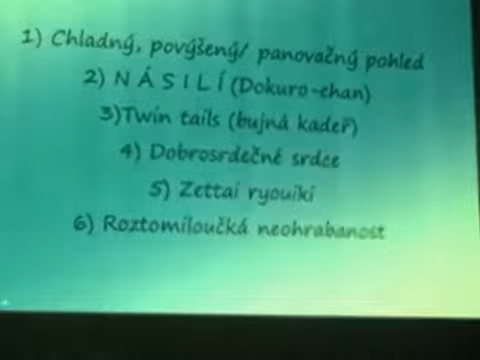 1) Chladný, povýšený/ panovačný pohled
2) N Á S I L Í (Dokuro-chan)
3)Twin tails (bujná kadeř)
4) Dobrosrdečné srdce
5) Zettai ryouiki
6) Roztomiloučká neohrabanost